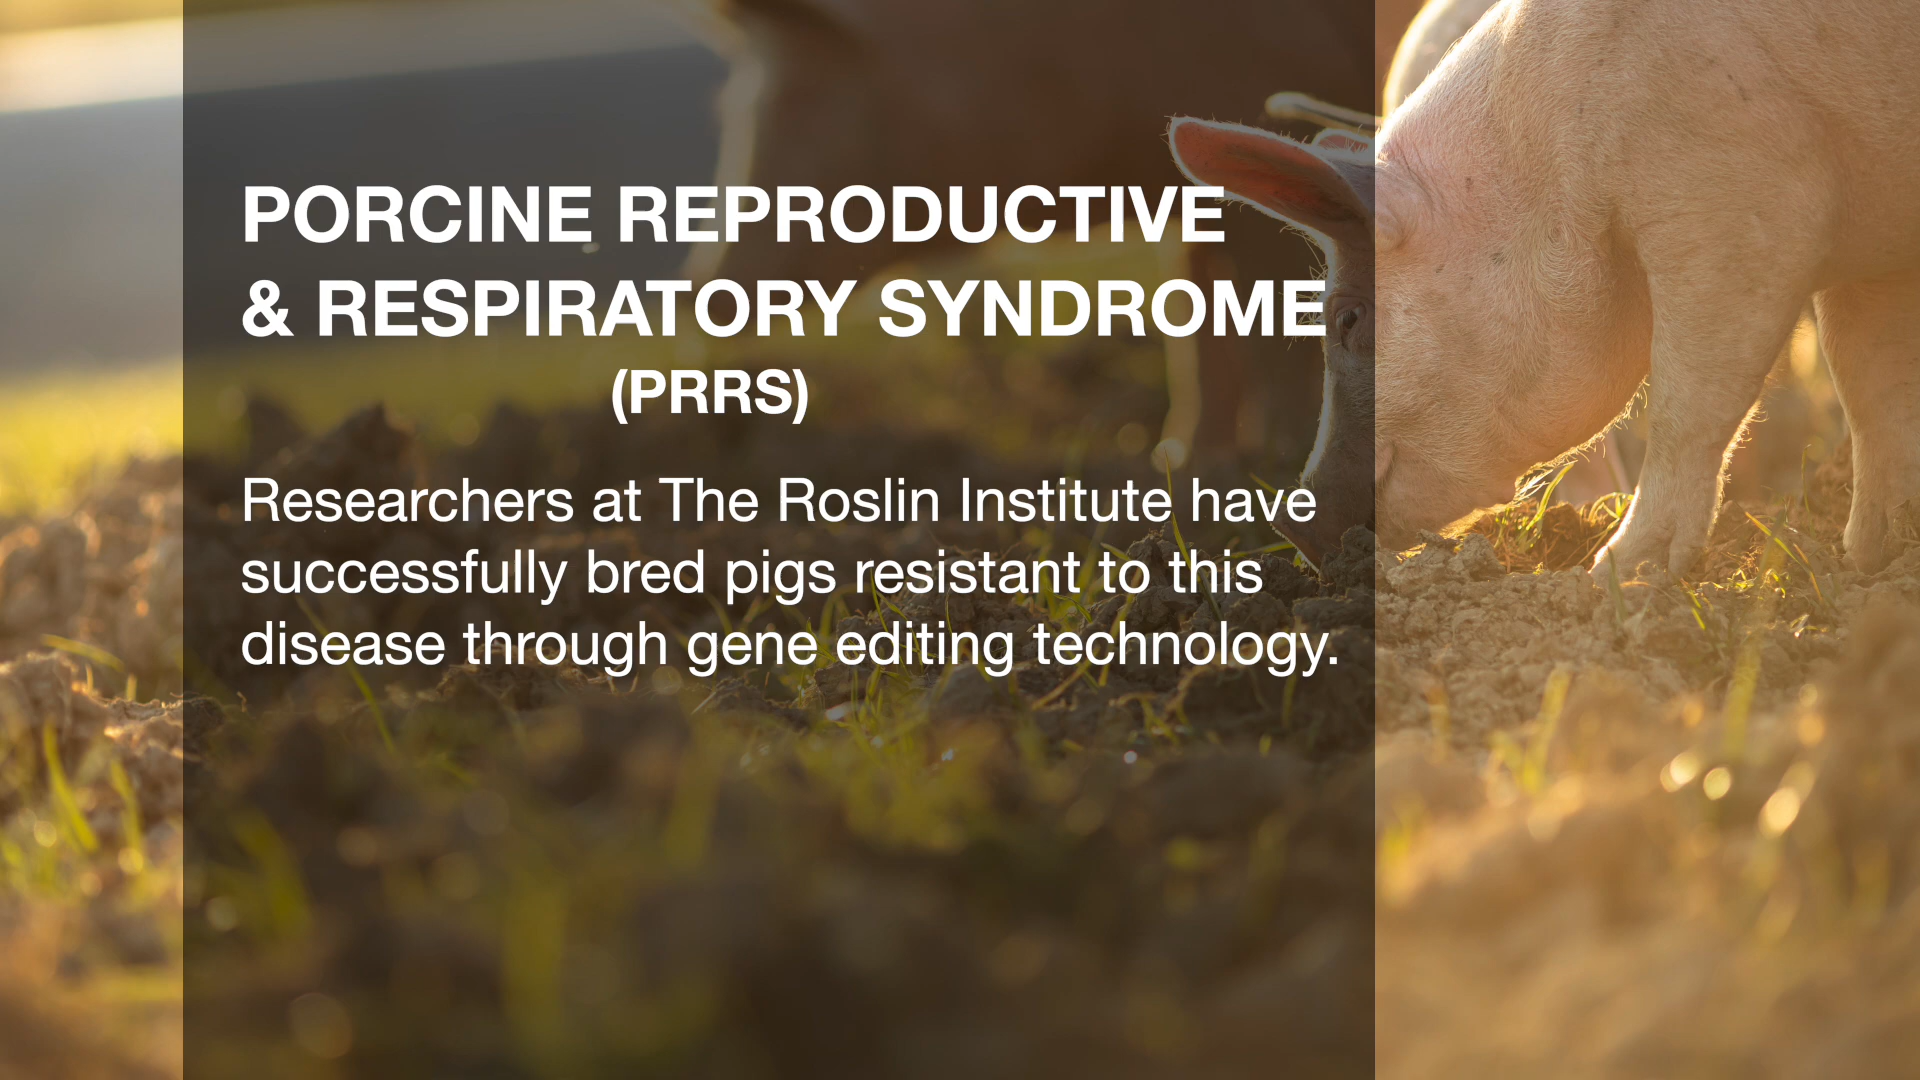 PORCINE REPRODUCTIVE
& RESPIRATORY SYNDROME
(PRRS)
Researchers at The Roslin Institute have
successfully bred pigs resistant to this
disease through gene editing technology.